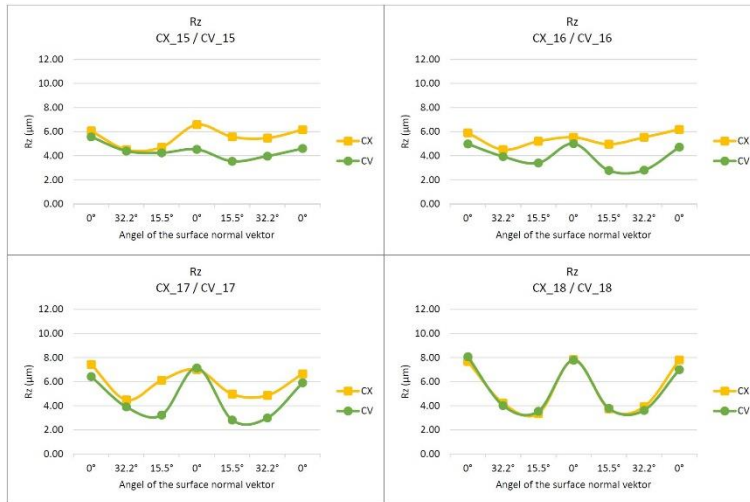 Rz
CX_15 / CV_15
12.00
10.00
8.00
6.00
4.00
2.00
0.00
Rz (µm)
0° 32.2° 15.5° 0° 15.5° 32.2° 0°
Angel of the surface normal vektor
CX
CV
Rz
CX_16 / CV_16
12.00
10.00
8.00
6.00
4.00
2.00
0.00
Rz (µm)
0° 32.2° 15.5° 0° 15.5° 32.2° 0°
Angel of the surface normal vektor
CX
CV
Rz
CX_17 / CV_17
12.00
10.00
8.00
6.00
4.00
2.00
0.00
Rz (µm)
0° 32.2° 15.5° 0° 15.5° 32.2° 0°
Angel of the surface normal vektor
CX
CV
Rz
CX_18 / CV_18
12.00
10.00
8.00
6.00
4.00
2.00
0.00
Rz (µm)
0° 32.2° 15.5° 0° 15.5° 32.2° 0°
Angel of the surface normal vektor
CX
CV